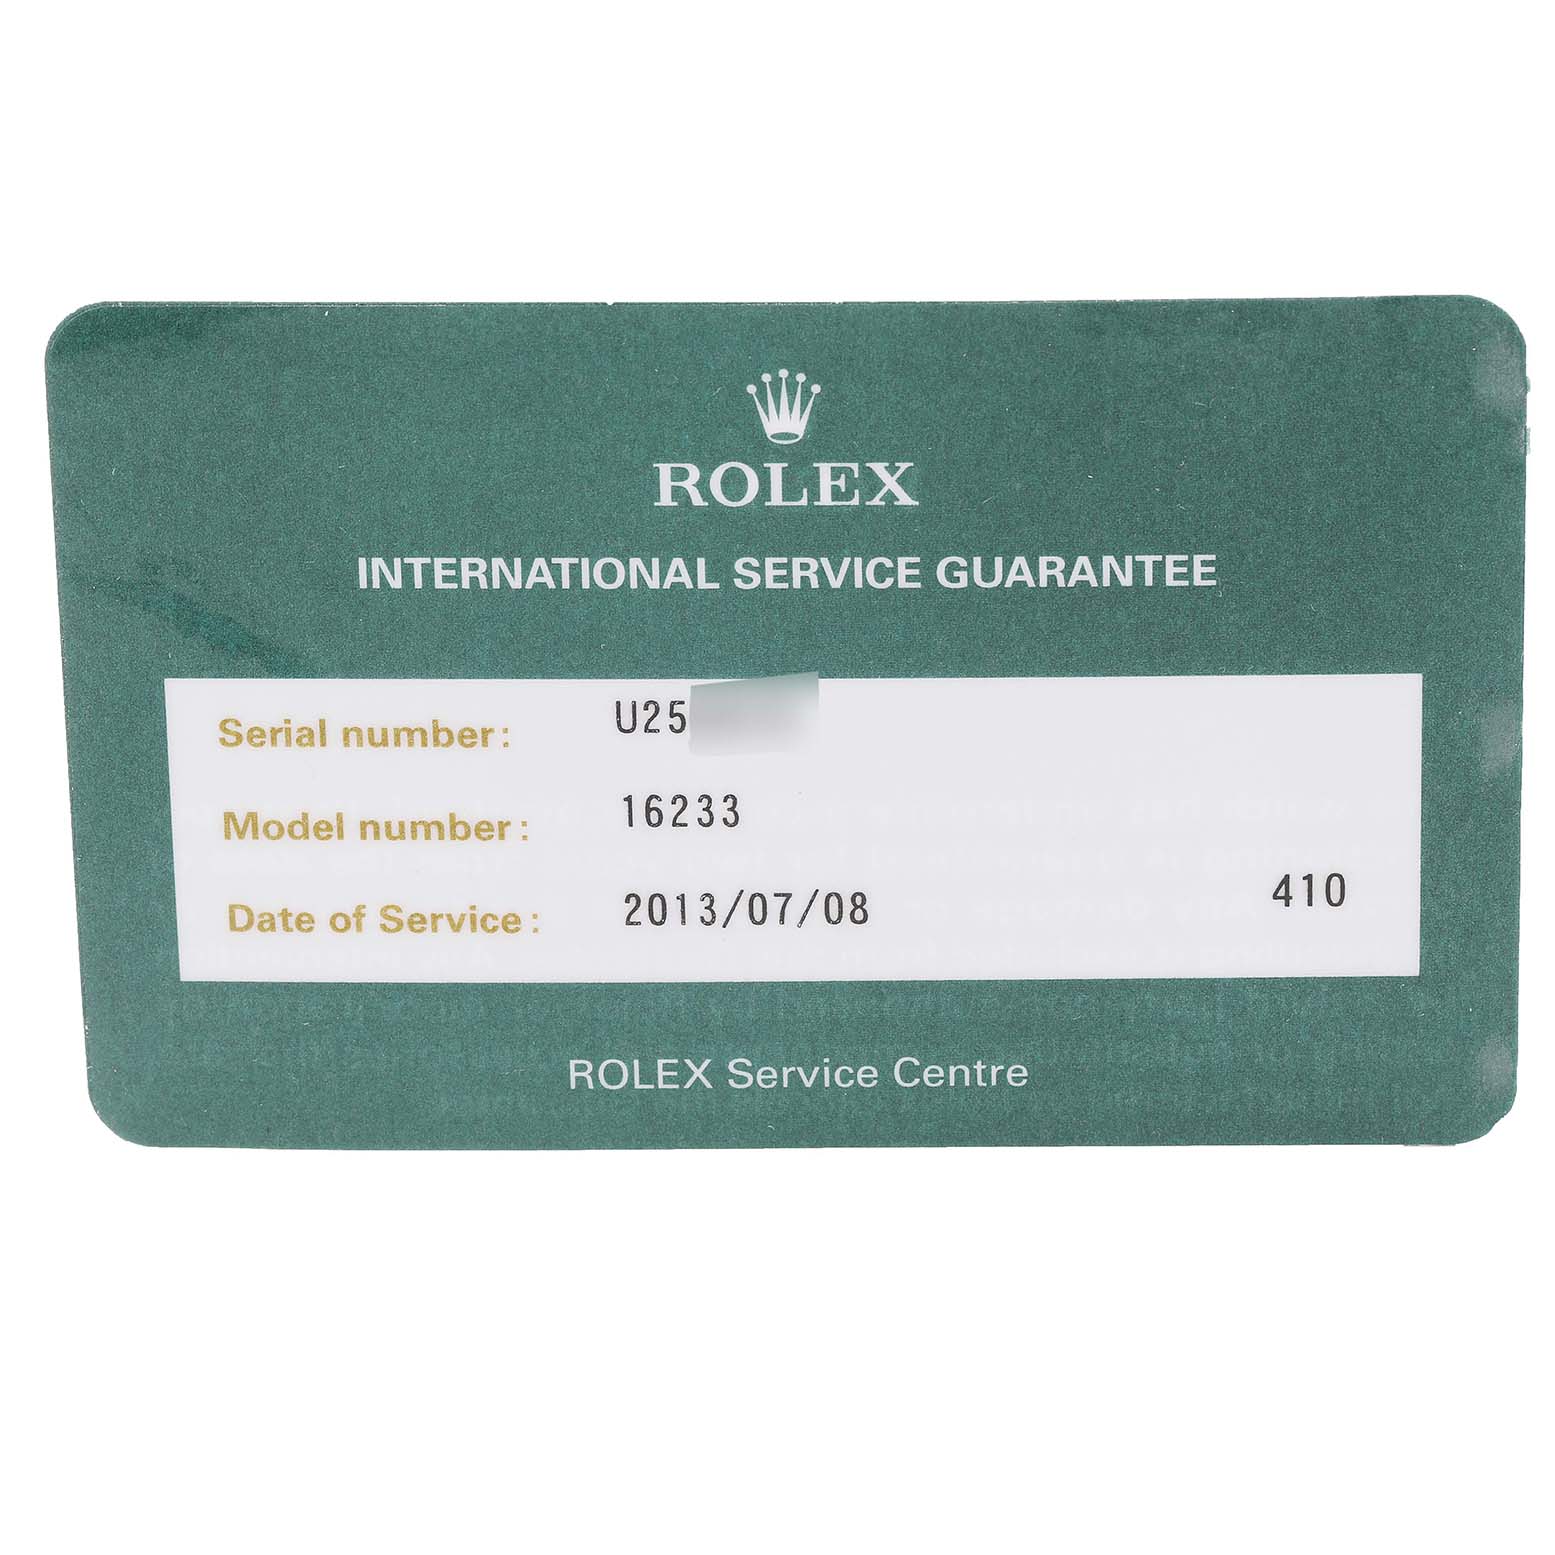 ROLEX
INTERNATIONAL SERVICE GUARANTEE
Serial number: U25
Model number: 16233
Date of Service: 2013/07/08 410
ROLEX Service Centre